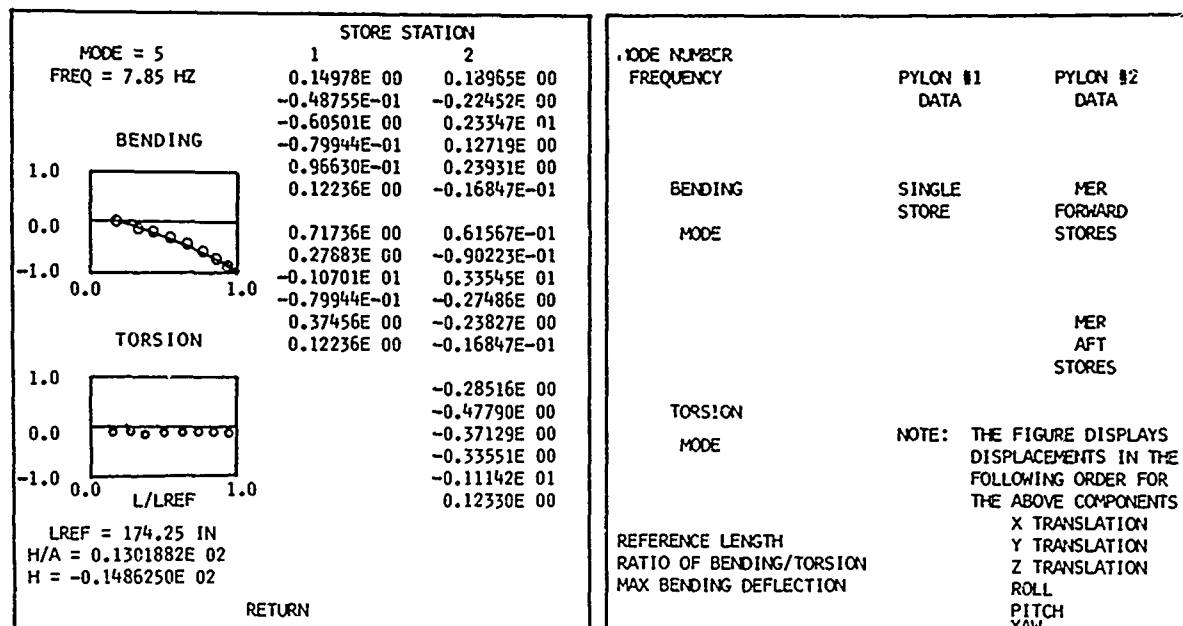 STORE STATION
MODE = 5 1 2
FREQ = 7.85 HZ 0.14978E 00 0.13965E 00
-0.48755E-01 -0.22452E 00
-0.60501E 00 0.23347E 01
BENDING -0.79944E-01 0.12719E 00
0.96630E-01 0.23931E 00
1.0 0.12236E 00 -0.16847E-01
0.0 0.71736E 00 0.61567E-01
0.27883E 00 -0.90223E-01
-1.0 -0.10701E 01 0.33545E 01
0.0 1.0 -0.79944E-01 -0.27486E 00
0.37456E 00 -0.23827E 00
TORSION 0.12236E 00 -0.16847E-01
1.0 -0.28516E 00
-0.47790E 00
0.0 -0.37129E 00
-0.33551E 00
-1.0 -0.11142E 01
0.0 L/LREF 1.0 0.12330E 00
LREF = 174.25 IN
H/A = 0.1301882E 02
H = -0.1486250E 02
RETURN
MODE NUMBER
FREQUENCY PYLON #1 PYLON #2
DATA DATA
BENDING SINGLE MER
STORE FORWARD
MODE STORES
MER
AFT
STORES
TORSION
MODE NOTE: THE FIGURE DISPLAYS
DISPLACEMENTS IN THE
FOLLOWING ORDER FOR
THE ABOVE COMPONENTS
X TRANSLATION
REFERENCE LENGTH Y TRANSLATION
RATIO OF BENDING/TORSION Z TRANSLATION
MAX BENDING DEFLECTION ROLL
PITCH
YAW